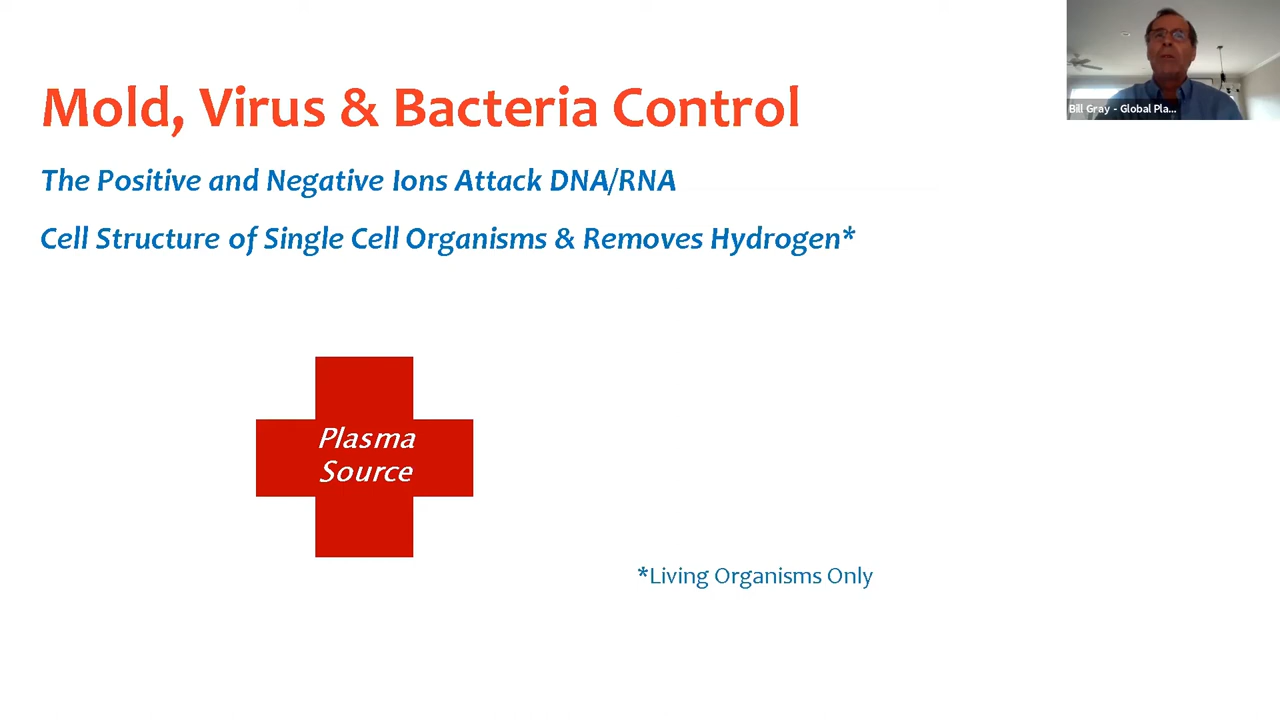 Mold, Virus & Bacteria Control
The Positive and Negative Ions Attack DNA/RNA
Cell Structure of Single Cell Organisms & Removes Hydrogen*
Plasma
Source
*Living Organisms Only
Bill Gray - Global Pla...